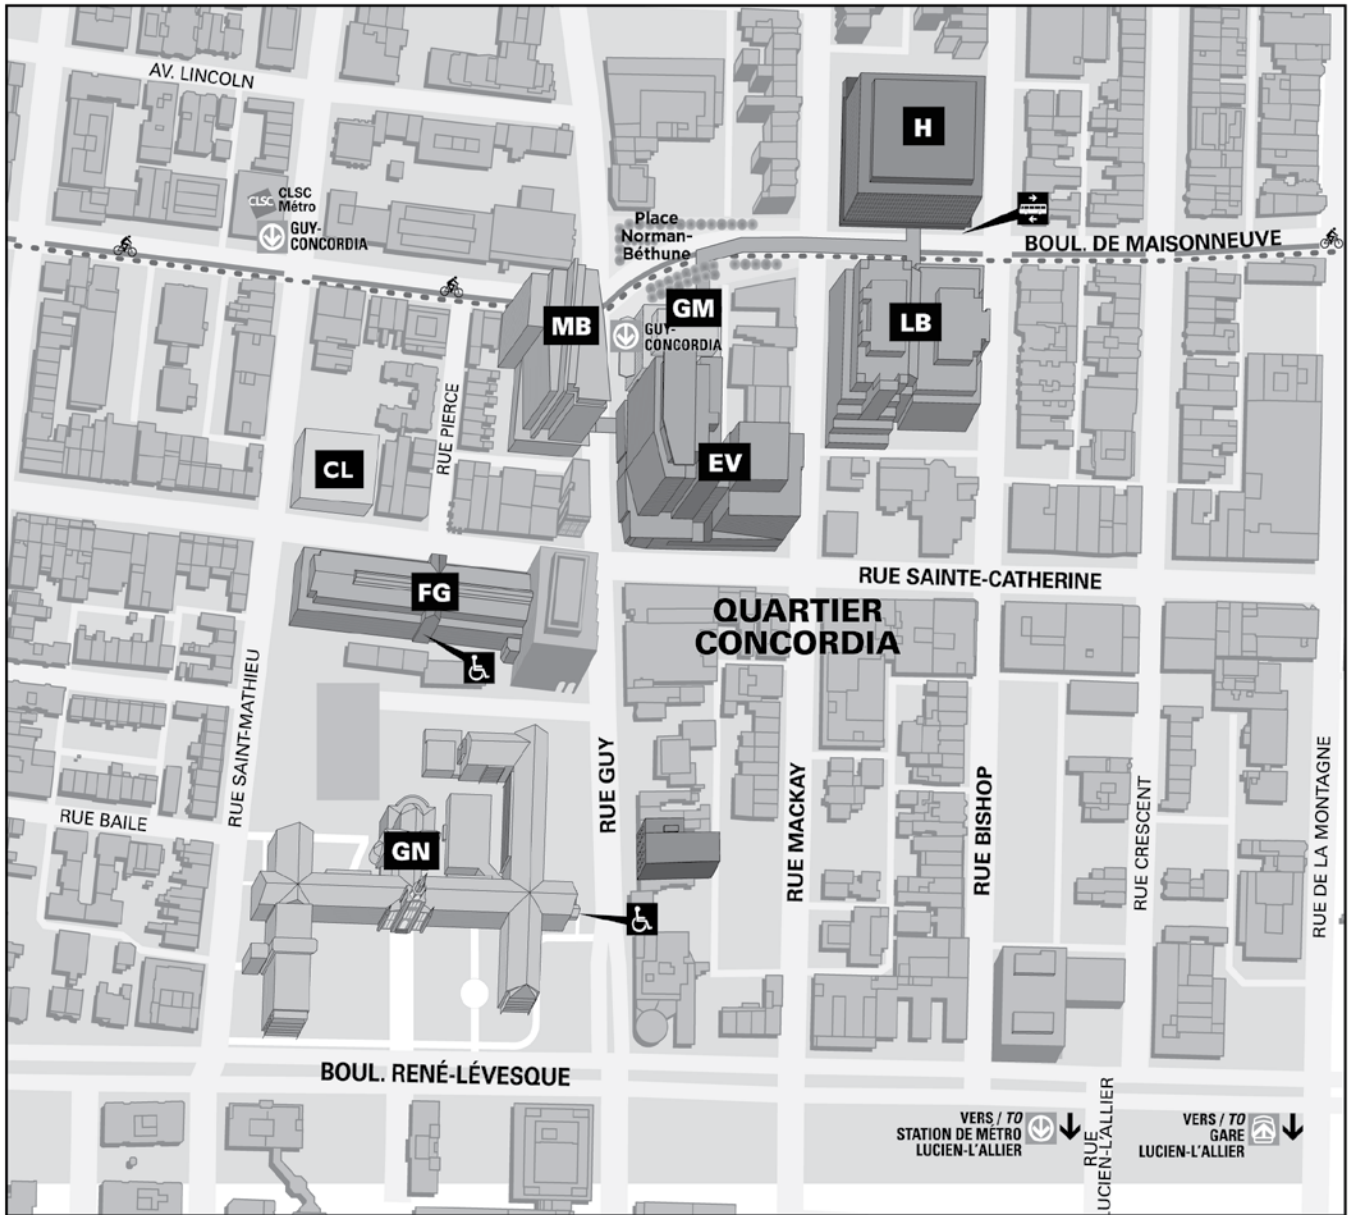 AV. LINCOLN
H
CLSC
CLSC
Métro
GUY-
CONCORDIA
Place
Norman-
Béthune
BOUL. DE MAISONNEUVE
MB
GM
GUY-
CONCORDIA
LB
RUE PIERCE
CL
EV
FG
RUE SAINTE-CATHERINE
QUARTIER
CONCORDIA
RUE SAINT-MATHIEU
RUE BAILE
GN
RUE GUY
RUE MACKAY
RUE BISHOP
RUE CRESCENT
RUE DE LA MONTAGNE
BOUL. RENÉ-LÉVESQUE
VERS / TO
STATION DE MÉTRO
LUCIEN-L'ALLIER
RUE
LUCIEN-L'ALLIER
VERS / TO
GARE
LUCIEN-L'ALLIER